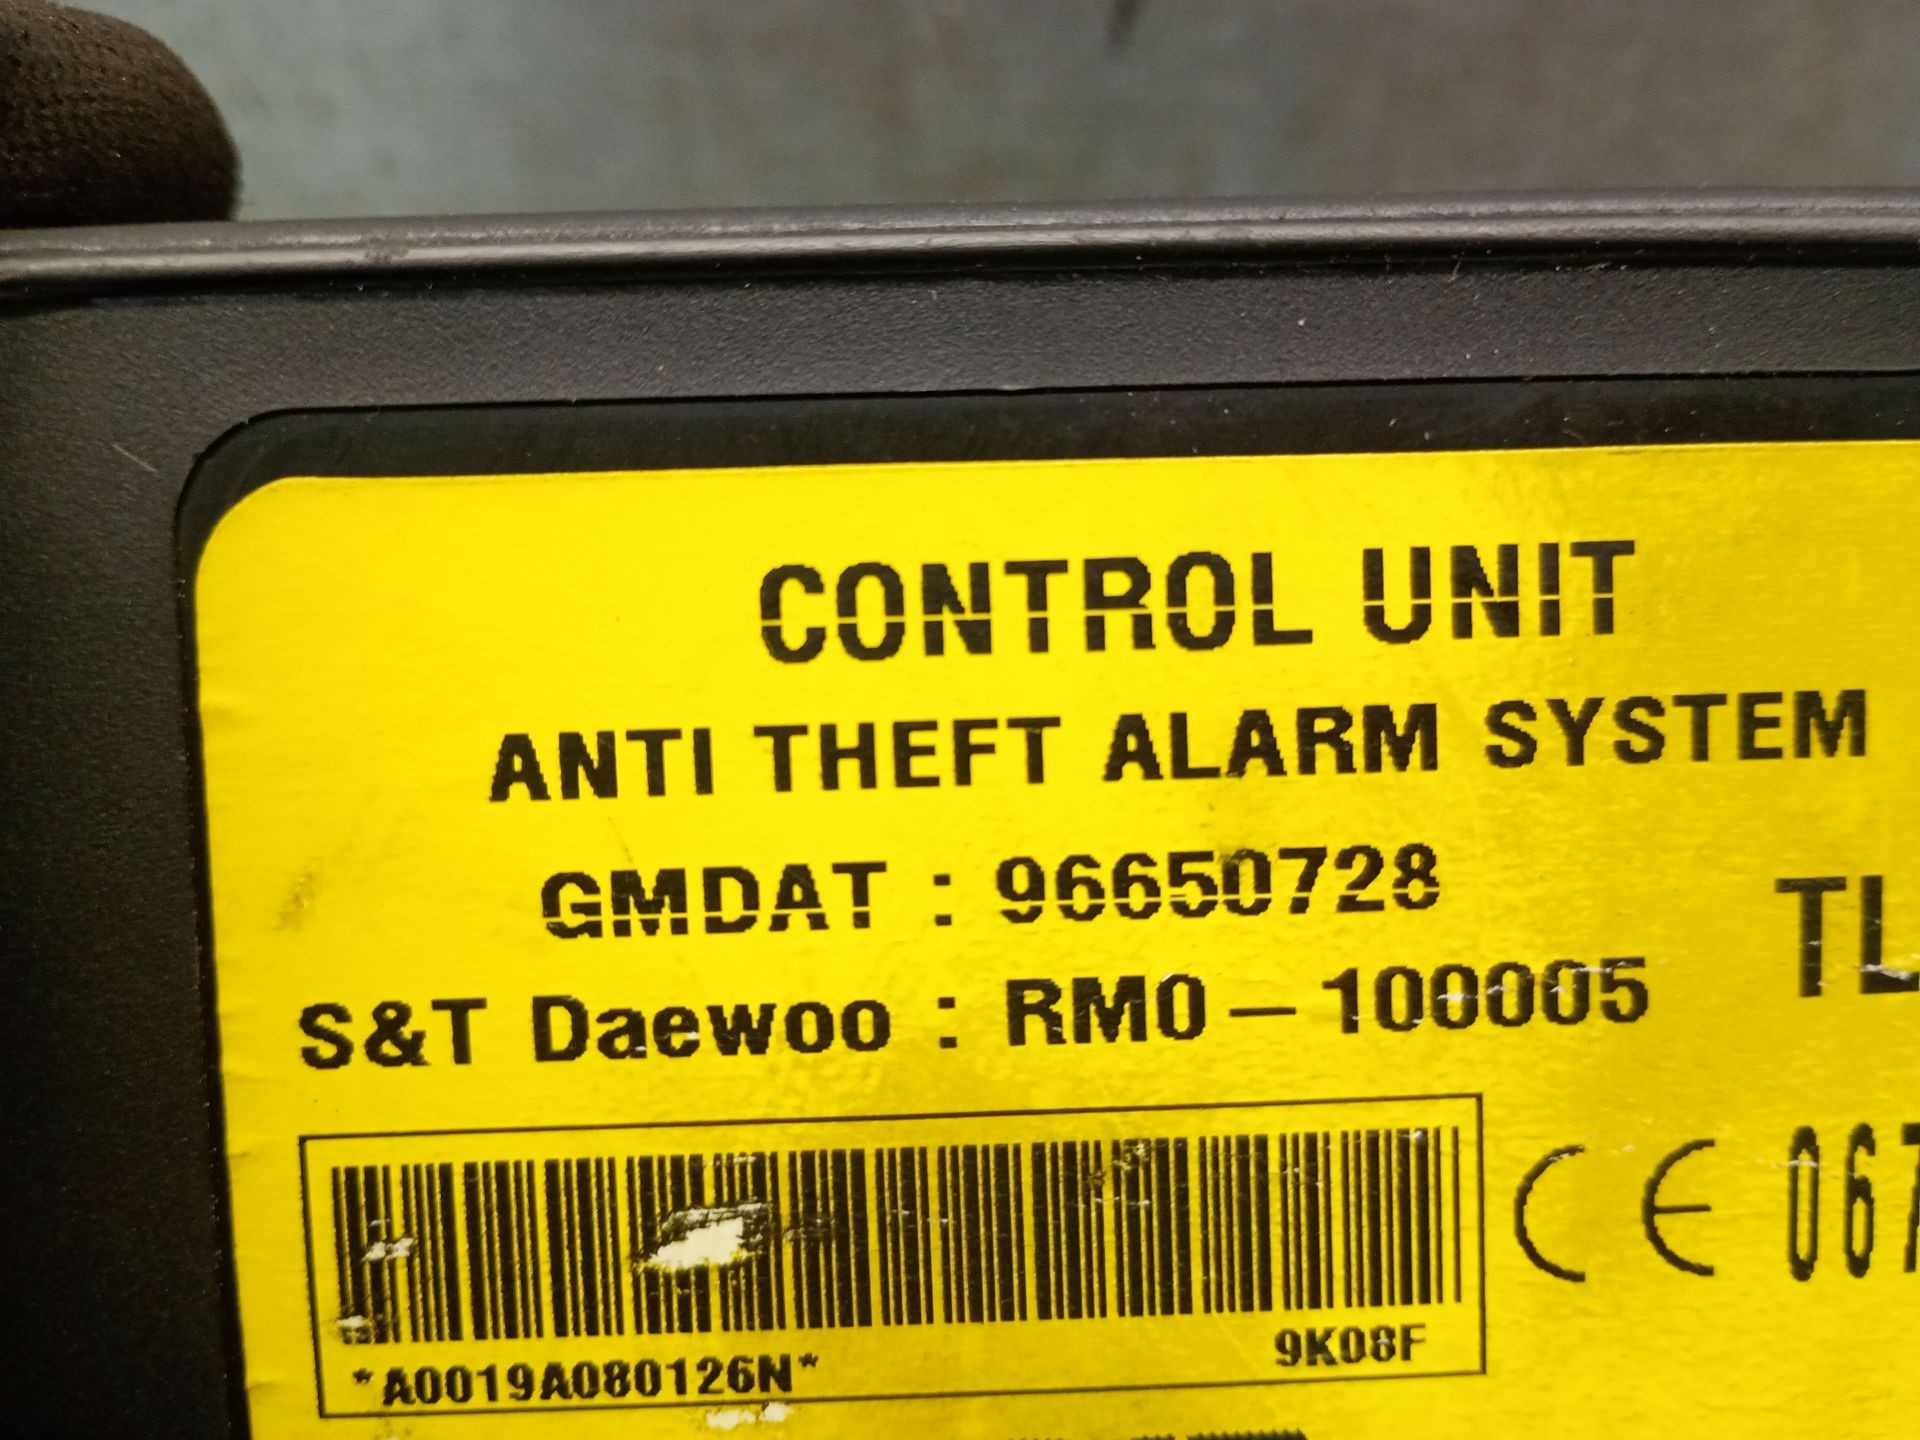 CONTROL UNIT
ANTI THEFT ALARM SYSTEM
GMDAT : 96650728
TL
S&T Daewoo : RM0-100005
CE 067
*A0019A080126N*
9K08F